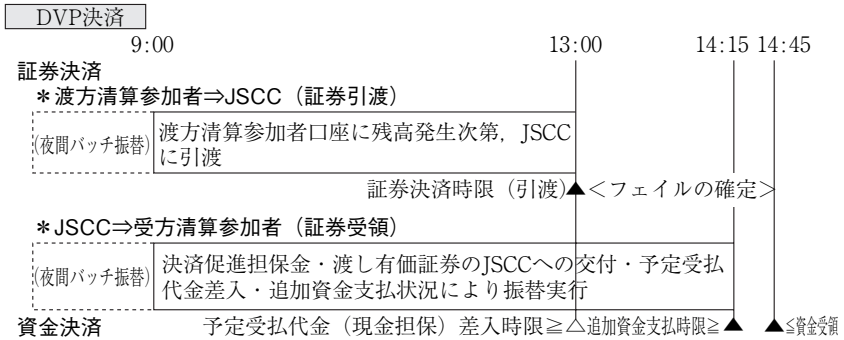 DVP決済
9:00 13:00 14:15 14:45
証券決済
＊渡方清算参加者⇒JSCC（証券引渡）
(夜間バッチ振替)
渡方清算参加者口座に残高発生次第，JSCC
に引渡
証券決済時限（引渡）▲＜フェイルの確定＞
＊JSCC⇒受方清算参加者（証券受領）
(夜間バッチ振替)
決済促進担保金・渡し有価証券のJSCCへの交付・予定受払
代金差入・追加資金支払状況により振替実行
資金決済 予定受払代金（現金担保）差入時限≧△追加資金支払時限≧▲ ▲≦資金受領